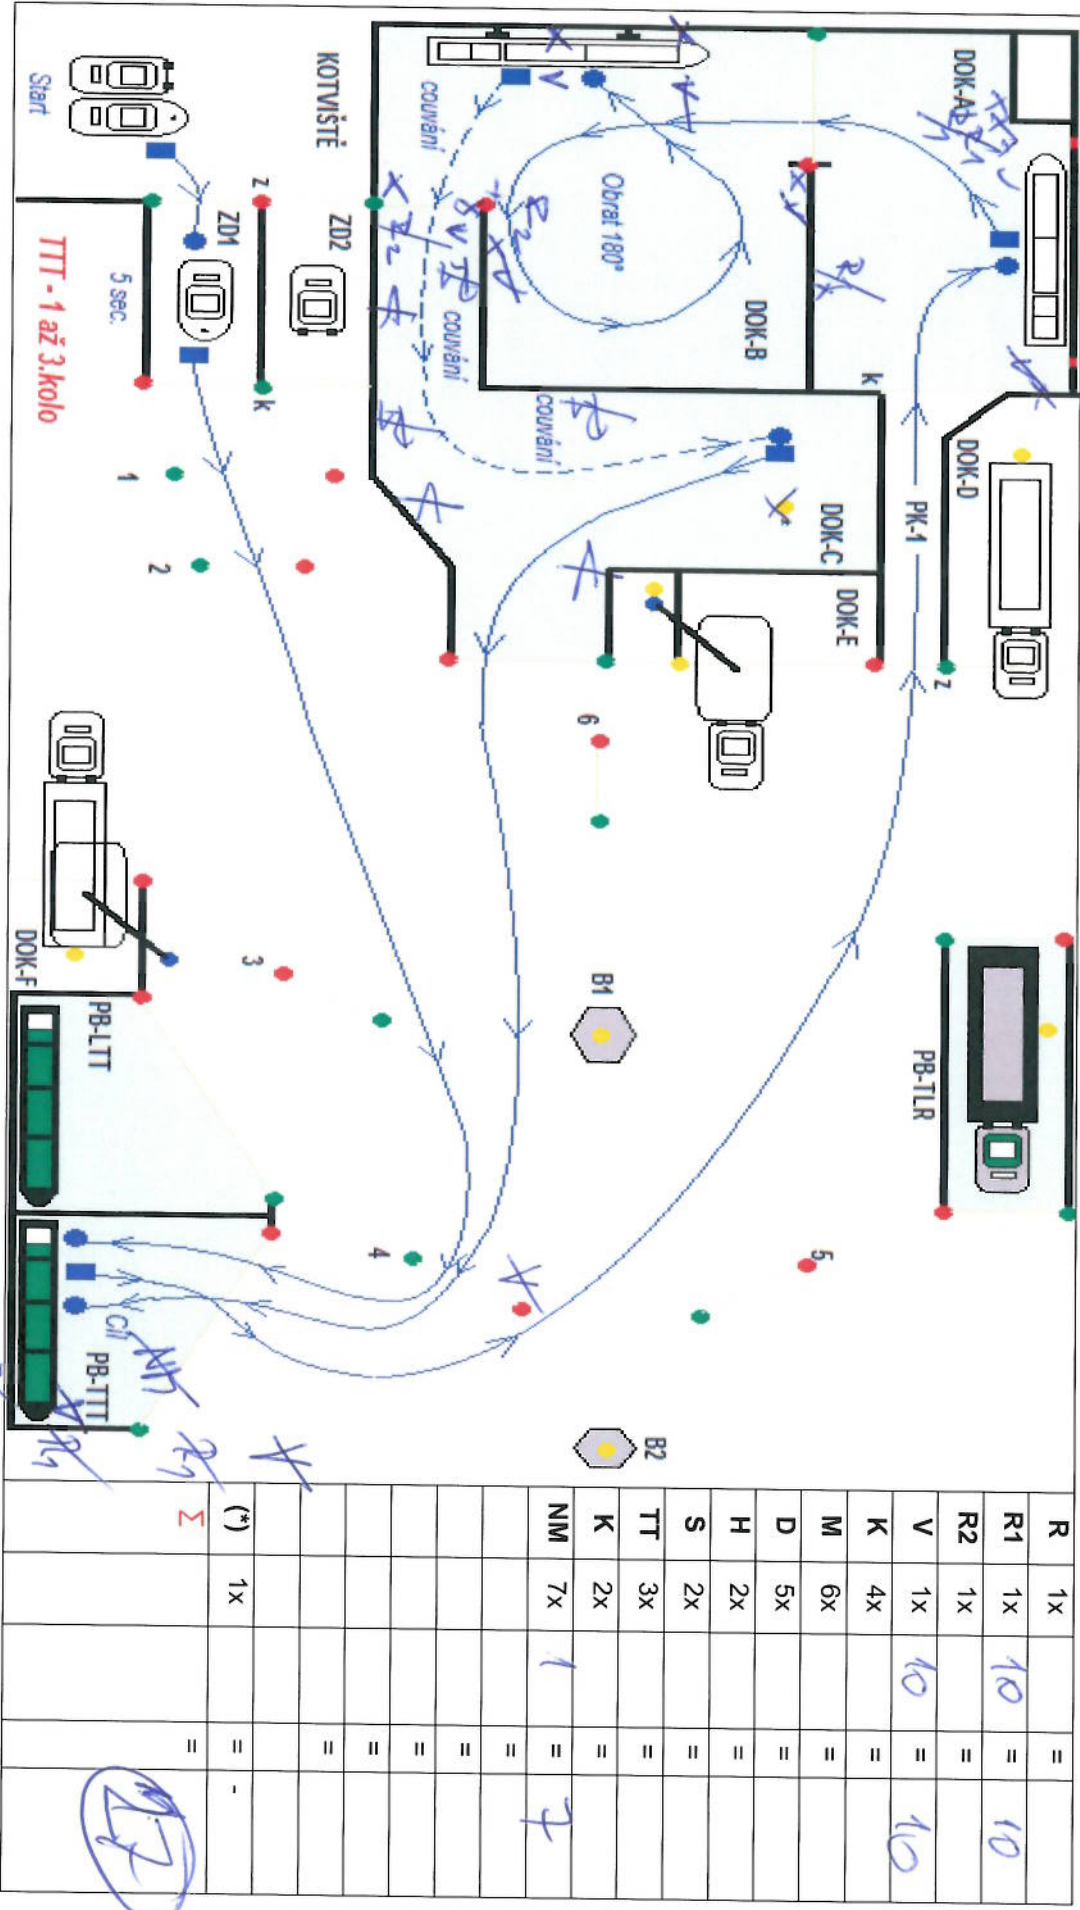 DOK-A
DOK-D
DOK-B
DOK-C
DOK-E
k
PK-1
z
PB-TLR
Obrat 180°
couvání
couvání
couvání
KOTVIŠTĚ
Start
ZD1
ZD2
z
k
5 sec.
TTT - 1 až 3.kolo
1
2
3
4
5
6
B1
B2
DOK-F
PB-LTT
PB-TTT
Cíl
R 1x =
R1 1x 10 = 10
R2 1x =
V 1x 10 = 10
K 4x =
M 6x =
D 5x =
H 2x =
S 2x =
TT 3x =
K 2x =
NM 7x 1 = 7
=
=
=
=
=
(*) 1x = -
Σ = 27